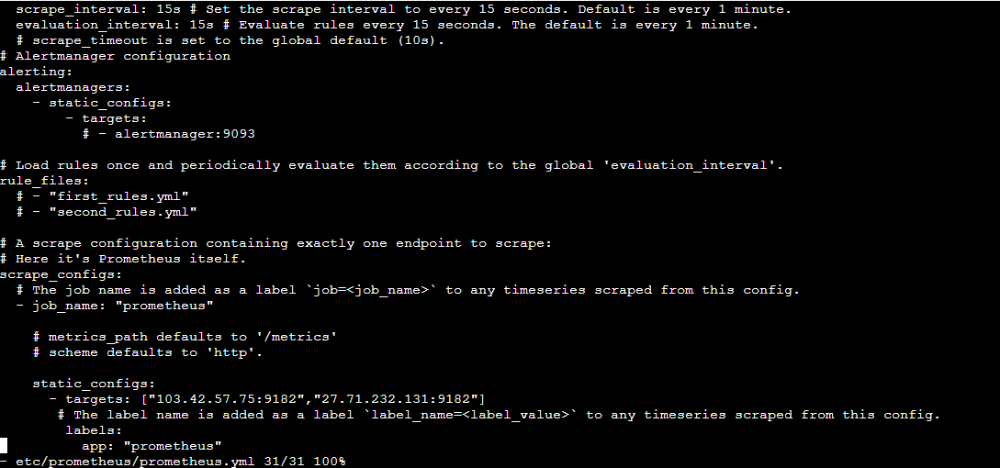 scrape_interval: 15s # Set the scrape interval to every 15 seconds. Default is every 1 minute.
  evaluation_interval: 15s # Evaluate rules every 15 seconds. The default is every 1 minute.
  # scrape_timeout is set to the global default (10s).
# Alertmanager configuration
alerting:
  alertmanagers:
    - static_configs:
        - targets:
          # - alertmanager:9093

# Load rules once and periodically evaluate them according to the global 'evaluation_interval'.
rule_files:
  # - "first_rules.yml"
  # - "second_rules.yml"

# A scrape configuration containing exactly one endpoint to scrape:
# Here it's Prometheus itself.
scrape_configs:
  # The job name is added as a label `job=<job_name>` to any timeseries scraped from this config.
  - job_name: "prometheus"

    # metrics_path defaults to '/metrics'
    # scheme defaults to 'http'.

    static_configs:
      - targets: ["103.42.57.75:9182","27.71.232.131:9182"]
       # The label name is added as a label `label_name=<label_value>` to any timeseries scraped from this config.
        labels:
          app: "prometheus"
- etc/prometheus/prometheus.yml 31/31 100%